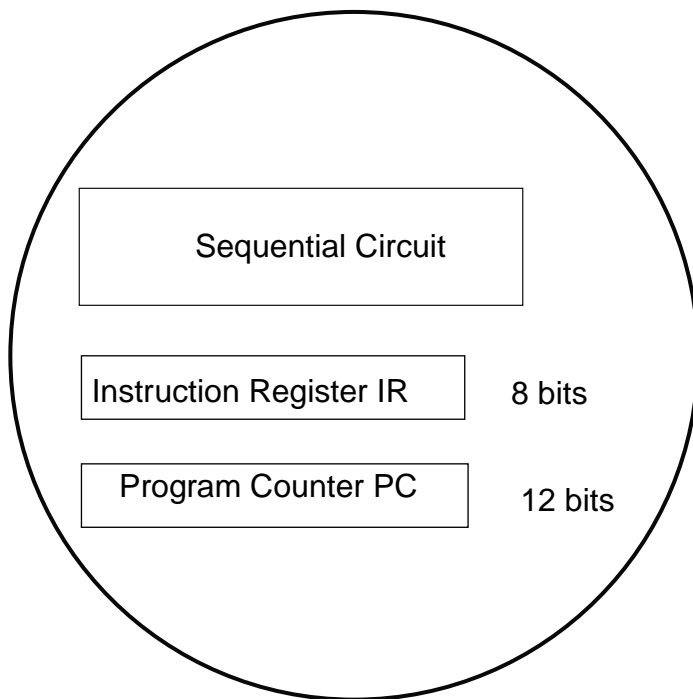 Sequential Circuit
Instruction Register IR
8 bits
Program Counter PC
12 bits